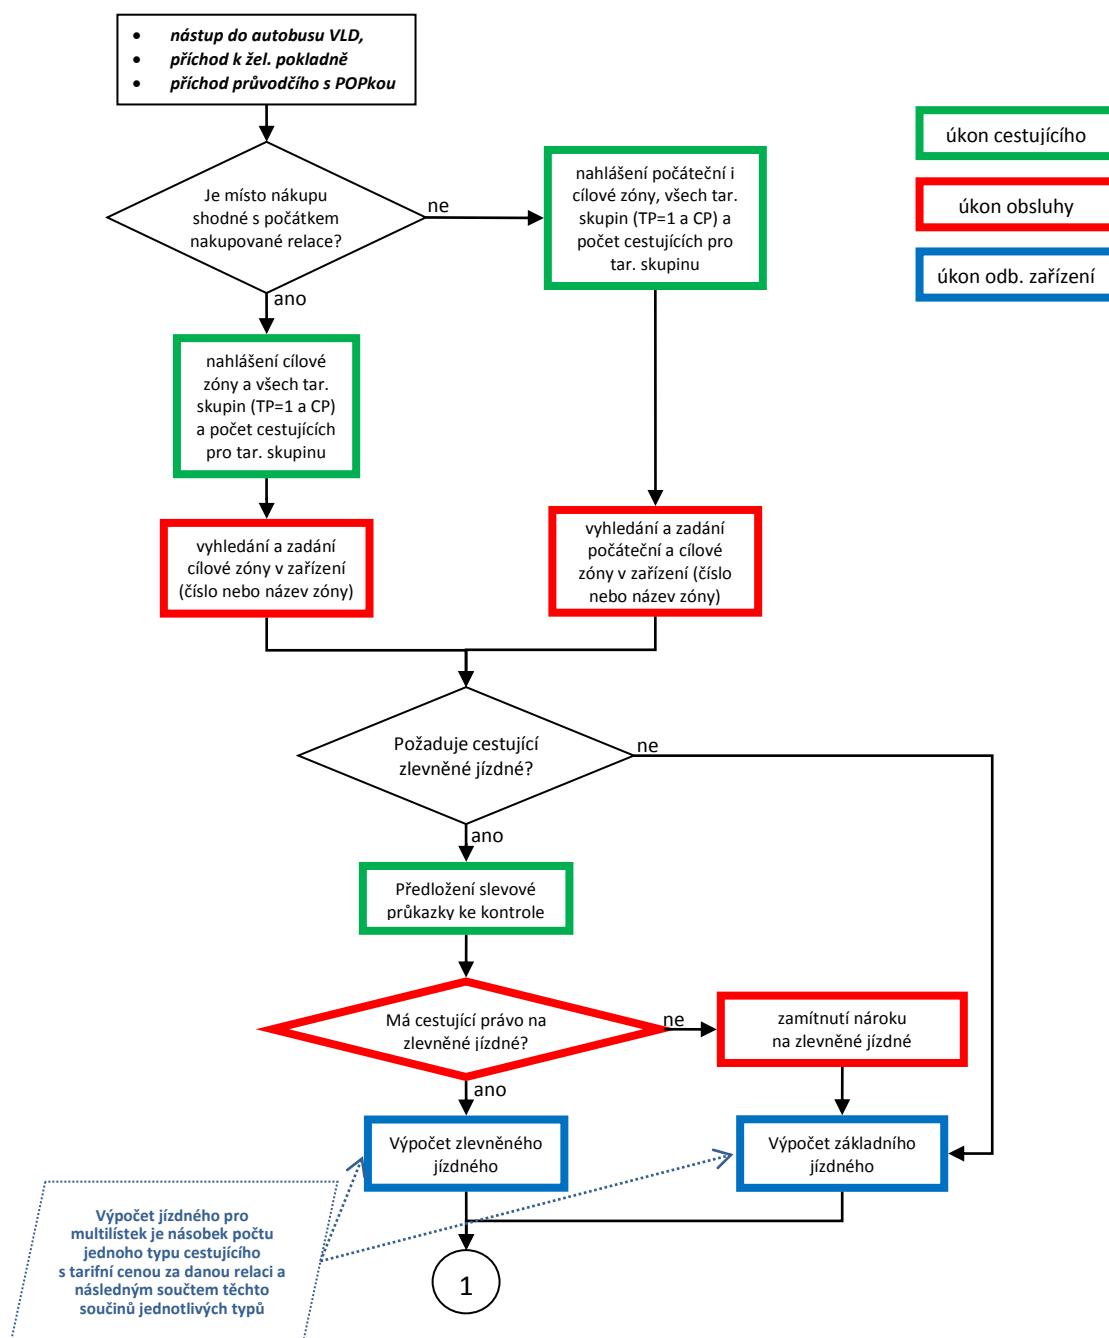 • nástup do autobusu VLD,
• příchod k žel. pokladně
• příchod průvodčího s POPkou
úkon cestujícího
úkon obsluhy
úkon odb. zařízení
Je místo nákupu
shodné s počátkem
nakupované relace?
ne
ano
nahlášení počáteční i
cílové zóny, všech tar.
skupin (TP=1 a CP) a
počet cestujících pro
tar. skupinu
nahlášení cílové
zóny a všech tar.
skupin (TP=1 a CP)
a počet cestujících
pro tar. skupinu
vyhledání a zadání
cílové zóny v zařízení
(číslo nebo název zóny)
vyhledání a zadání
počáteční a cílové
zóny v zařízení (číslo
nebo název zóny)
Požaduje cestující
zlevněné jízdné?
ne
ano
Předložení slevové
průkazky ke kontrole
Má cestující právo na
zlevněné jízdné?
ne
ano
zamítnutí nároku
na zlevněné jízdné
Výpočet zlevněného
jízdného
Výpočet základního
jízdného
Výpočet jízdného pro
multilístek je násobek počtu
jednoho typu cestujícího
s tarifní cenou za danou relaci a
následným součtem těchto
součinů jednotlivých typů
1